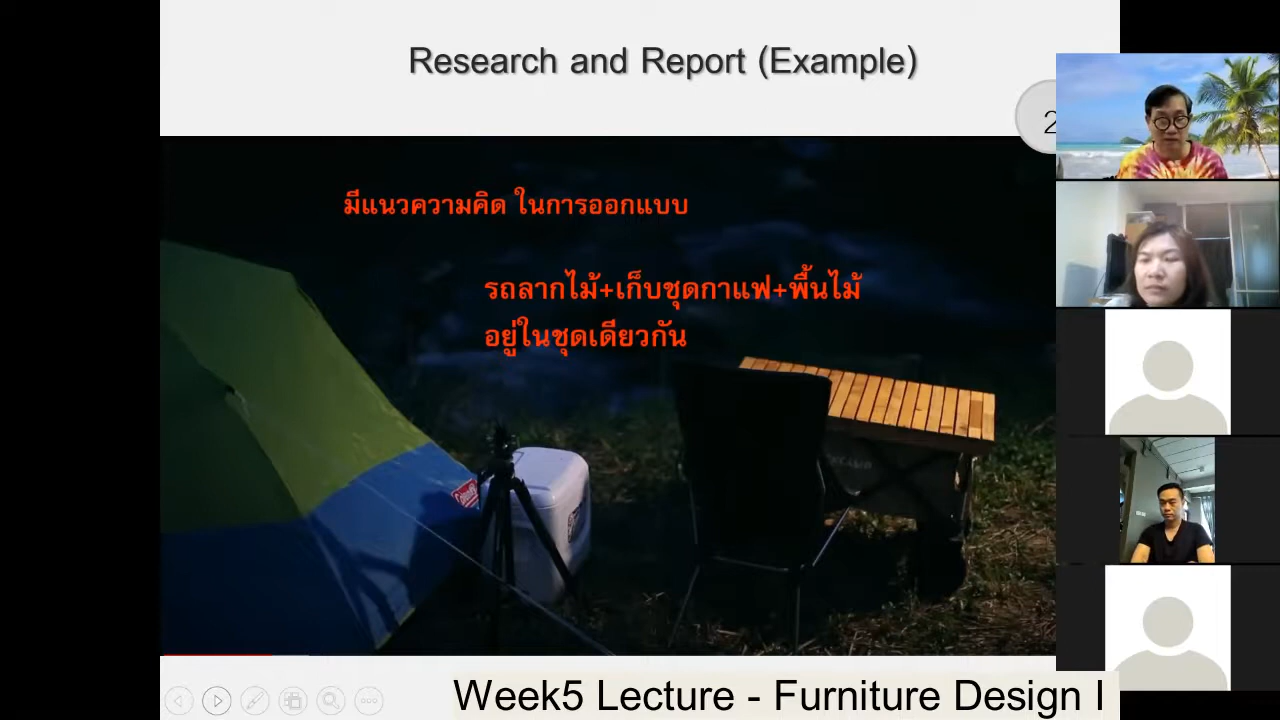 Research and Report (Example)
2
มีแนวความคิด ในการออกแบบ
รถลากไม้+เก็บชุดกาแฟ+พื้นไม้
อยู่ในชุดเดียวกัน
Coleman
Week5 Lecture - Furniture Design I